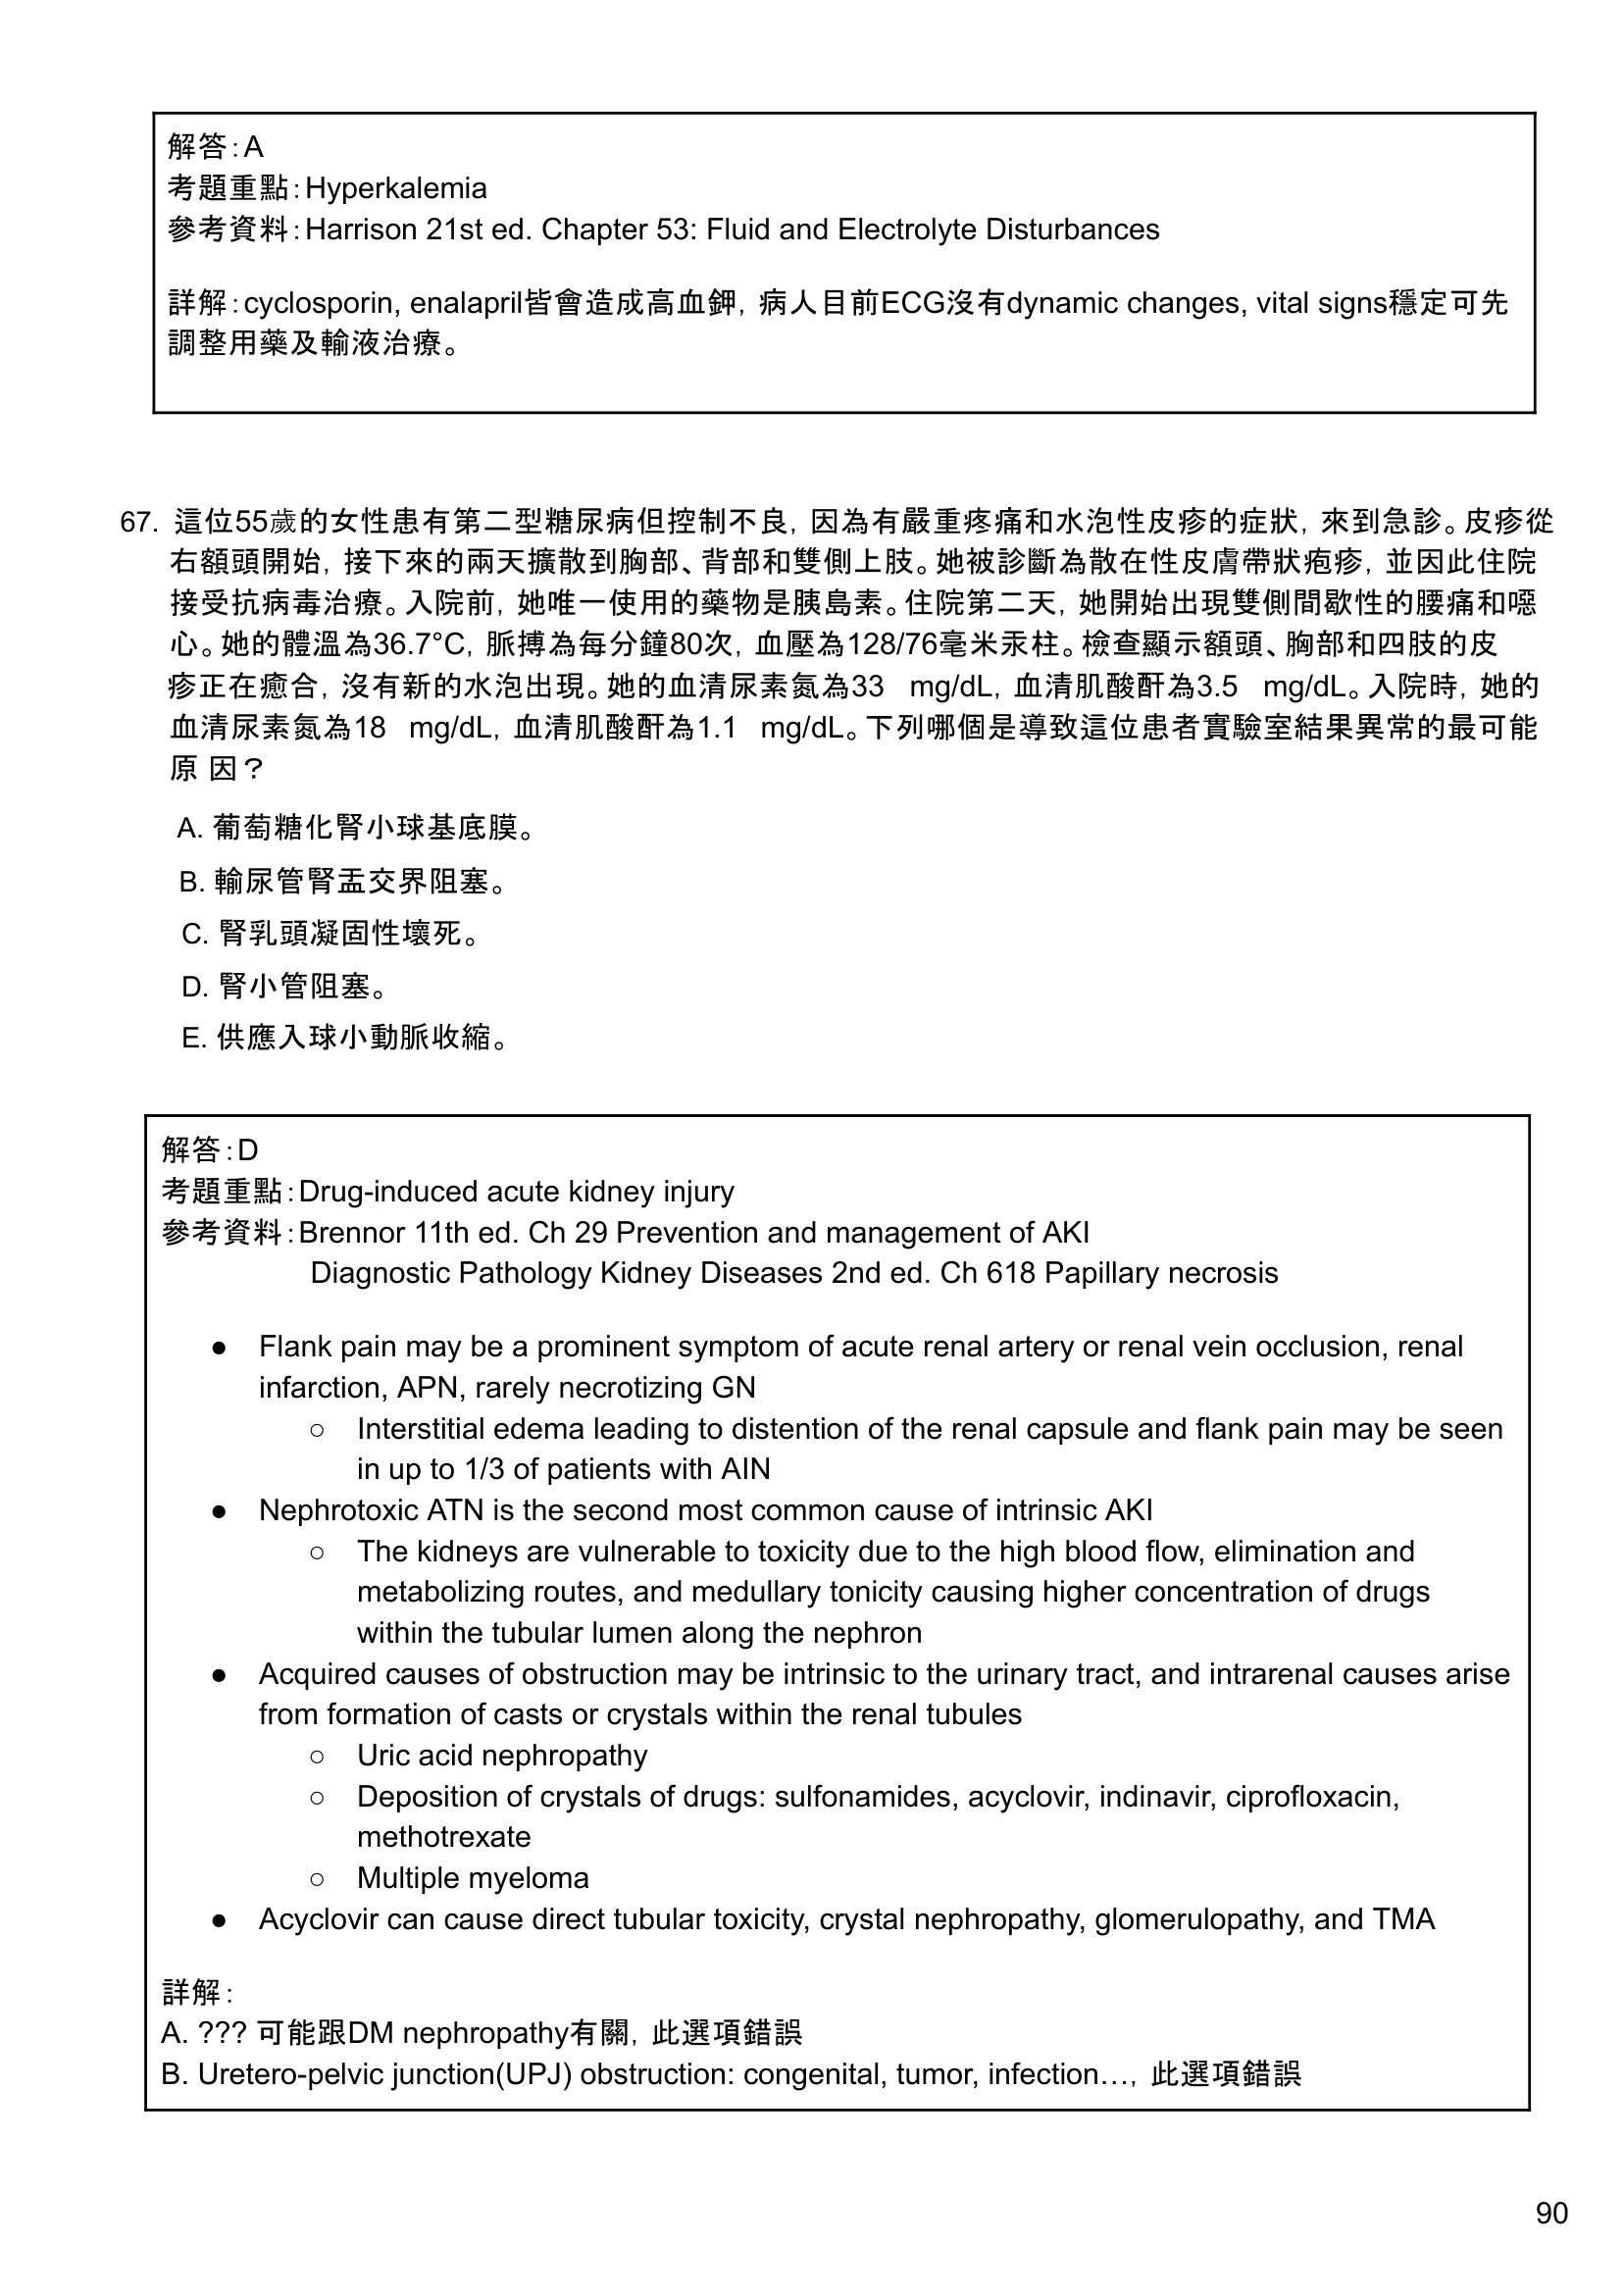 解答：A
考題重點：Hyperkalemia
參考資料：Harrison 21st ed. Chapter 53: Fluid and Electrolyte Disturbances
詳解：cyclosporin, enalapril皆會造成高血鉀，病人目前ECG沒有dynamic changes, vital signs穩定可先
調整用藥及輸液治療。
67. 這位55歲的女性患有第二型糖尿病但控制不良，因為有嚴重疼痛和水泡性皮疹的症狀，來到急診。皮疹從
右額頭開始，接下來的兩天擴散到胸部、背部和雙側上肢。她被診斷為散在性皮膚帶狀疱疹，並因此住院
接受抗病毒治療。入院前，她唯一使用的藥物是胰島素。住院第二天，她開始出現雙側間歇性的腰痛和噁
心。她的體溫為36.7°C，脈搏為每分鐘80次，血壓為128/76毫米汞柱。檢查顯示額頭、胸部和四肢的皮
疹正在癒合，沒有新的水泡出現。她的血清尿素氮為33 mg/dL，血清肌酸酐為3.5 mg/dL。入院時，她的
血清尿素氮為18 mg/dL，血清肌酸酐為1.1 mg/dL。下列哪個是導致這位患者實驗室結果異常的最可能
原 因？
A. 葡萄糖化腎小球基底膜。
B. 輸尿管腎盂交界阻塞。
C. 腎乳頭凝固性壞死。
D. 腎小管阻塞。
E. 供應入球小動脈收縮。
解答：D
考題重點：Drug-induced acute kidney injury
參考資料：Brennor 11th ed. Ch 29 Prevention and management of AKI
Diagnostic Pathology Kidney Diseases 2nd ed. Ch 618 Papillary necrosis
● Flank pain may be a prominent symptom of acute renal artery or renal vein occlusion, renal
infarction, APN, rarely necrotizing GN
○ Interstitial edema leading to distention of the renal capsule and flank pain may be seen
in up to 1/3 of patients with AIN
● Nephrotoxic ATN is the second most common cause of intrinsic AKI
○ The kidneys are vulnerable to toxicity due to the high blood flow, elimination and
metabolizing routes, and medullary tonicity causing higher concentration of drugs
within the tubular lumen along the nephron
● Acquired causes of obstruction may be intrinsic to the urinary tract, and intrarenal causes arise
from formation of casts or crystals within the renal tubules
○ Uric acid nephropathy
○ Deposition of crystals of drugs: sulfonamides, acyclovir, indinavir, ciprofloxacin,
methotrexate
○ Multiple myeloma
● Acyclovir can cause direct tubular toxicity, crystal nephropathy, glomerulopathy, and TMA
詳解：
A. ??? 可能跟DM nephropathy有關，此選項錯誤
B. Uretero-pelvic junction(UPJ) obstruction: congenital, tumor, infection…，此選項錯誤
90